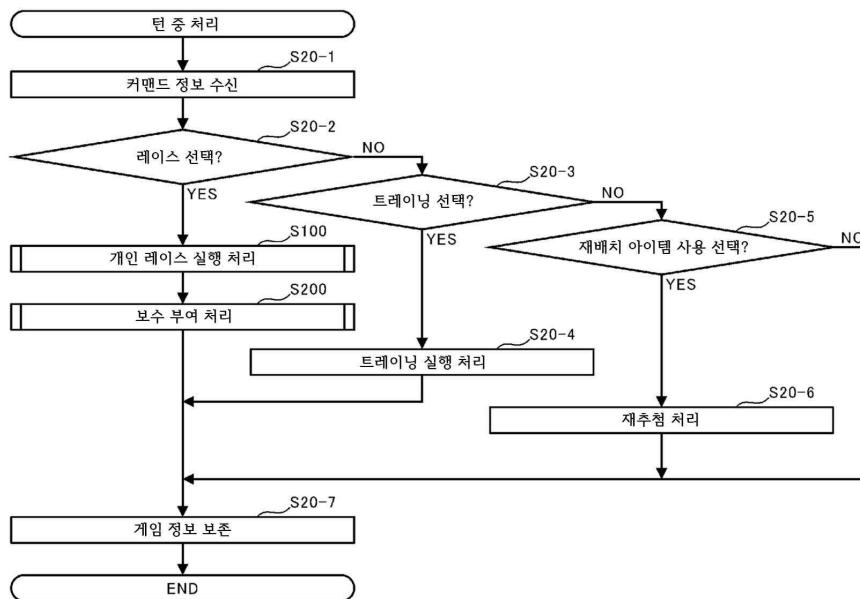 턴 중 처리
S20-1
커맨드 정보 수신
S20-2
레이스 선택?
NO
YES
S20-3
트레이닝 선택?
NO
YES
S20-5
재배치 아이템 사용 선택?
NO
YES
S100
개인 레이스 실행 처리
S200
보수 부여 처리
S20-4
트레이닝 실행 처리
S20-6
재추첨 처리
S20-7
게임 정보 보존
END